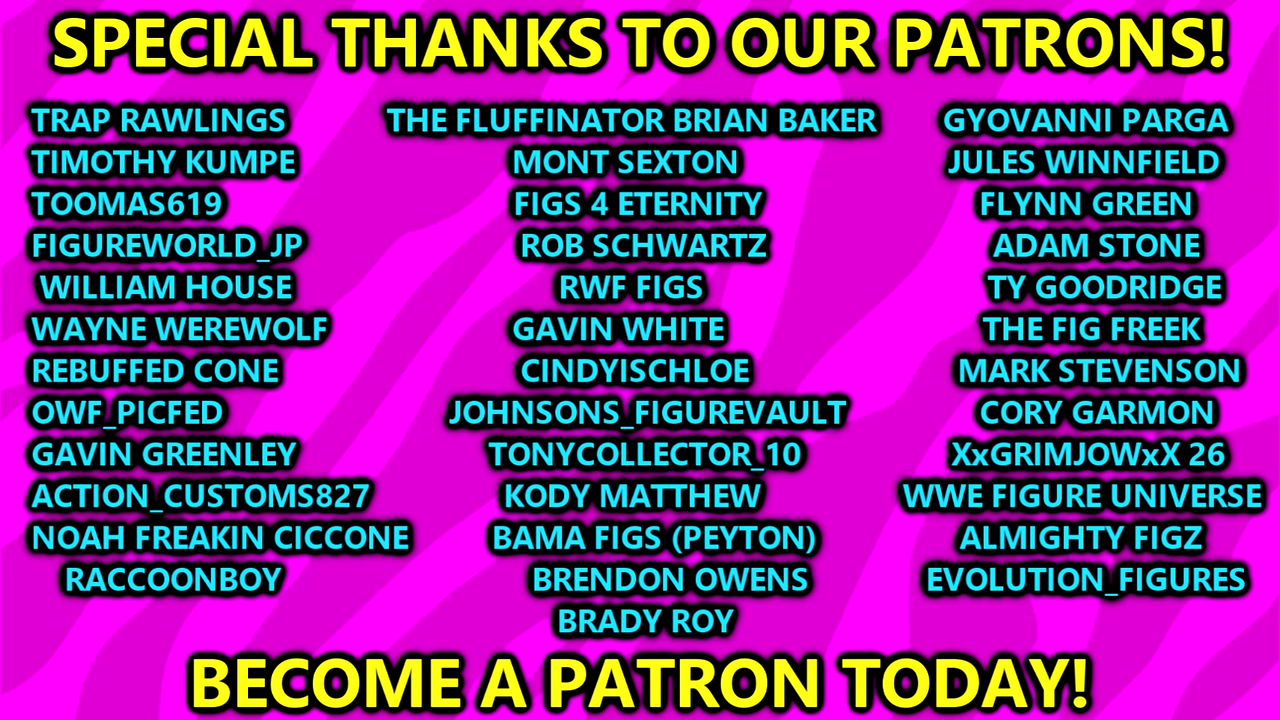 SPECIAL THANKS TO OUR PATRONS!
TRAP RAWLINGS
TIMOTHY KUMPE
TOOMAS619
FIGUREWORLD_JP
WILLIAM HOUSE
WAYNE WEREWOLF
REBUFFED CONE
OWF_PICFED
GAVIN GREENLEY
ACTION_CUSTOMS827
NOAH FREAKIN CICCONE
RACCOONBOY
THE FLUFFINATOR BRIAN BAKER
MONT SEXTON
FIGS 4 ETERNITY
ROB SCHWARTZ
RWF FIGS
GAVIN WHITE
CINDYISCHLOE
JOHNSONS_FIGUREVAULT
TONYCOLLECTOR_10
KODY MATTHEW
BAMA FIGS (PEYTON)
BRENDON OWENS
BRADY ROY
GYOVANNI PARGA
JULES WINNFIELD
FLYNN GREEN
ADAM STONE
TY GOODRIDGE
THE FIG FREEK
MARK STEVENSON
CORY GARMON
XxGRIMJOWxX 26
WWE FIGURE UNIVERSE
ALMIGHTY FIGZ
EVOLUTION_FIGURES
BECOME A PATRON TODAY!